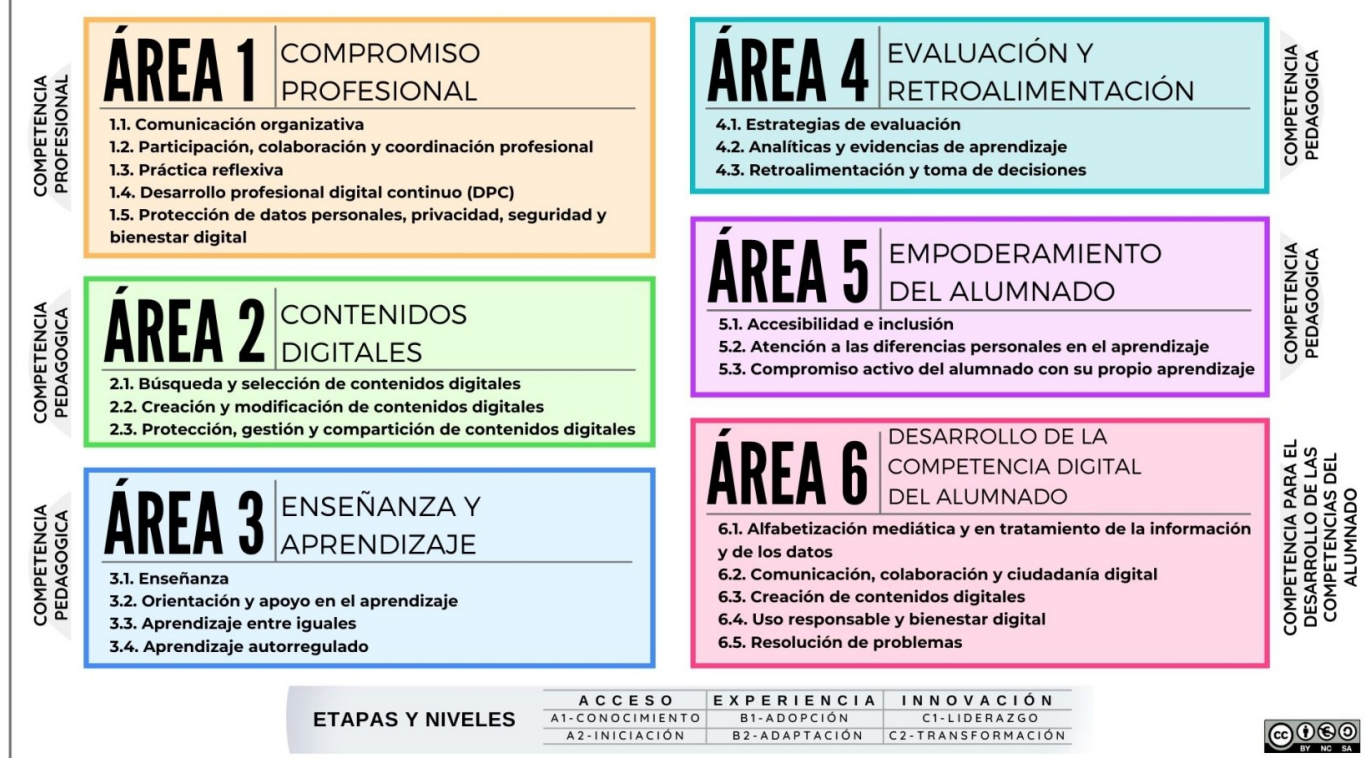 COMPETENCIA
PROFESIONAL
ÁREA 1
COMPROMISO
PROFESIONAL
1.1. Comunicación organizativa
1.2. Participación, colaboración y coordinación profesional
1.3. Práctica reflexiva
1.4. Desarrollo profesional digital continuo (DPC)
1.5. Protección de datos personales, privacidad, seguridad y
bienestar digital
COMPETENCIA
PEDAGOGICA
ÁREA 2
CONTENIDOS
DIGITALES
2.1. Búsqueda y selección de contenidos digitales
2.2. Creación y modificación de contenidos digitales
2.3. Protección, gestión y compartición de contenidos digitales
COMPETENCIA
PEDAGOGICA
ÁREA 3
ENSEÑANZA Y
APRENDIZAJE
3.1. Enseñanza
3.2. Orientación y apoyo en el aprendizaje
3.3. Aprendizaje entre iguales
3.4. Aprendizaje autorregulado
ÁREA 4
EVALUACIÓN Y
RETROALIMENTACIÓN
4.1. Estrategias de evaluación
4.2. Analíticas y evidencias de aprendizaje
4.3. Retroalimentación y toma de decisiones
COMPETENCIA
PEDAGOGICA
ÁREA 5
EMPODERAMIENTO
DEL ALUMNADO
5.1. Accesibilidad e inclusión
5.2. Atención a las diferencias personales en el aprendizaje
5.3. Compromiso activo del alumnado con su propio aprendizaje
COMPETENCIA
PEDAGOGICA
ÁREA 6
DESARROLLO DE LA
COMPETENCIA DIGITAL
DEL ALUMNADO
6.1. Alfabetización mediática y en tratamiento de la información
y de los datos
6.2. Comunicación, colaboración y ciudadanía digital
6.3. Creación de contenidos digitales
6.4. Uso responsable y bienestar digital
6.5. Resolución de problemas
COMPETENCIA PARA EL
DESARROLLO DE LAS
COMPETENCIAS DEL
ALUMNADO
ETAPAS Y NIVELES
ACCESO EXPERIENCIA INNOVACIÓN
A1-CONOCIMIENTO B1-ADOPCIÓN C1-LIDERAZGO
A2-INICIACIÓN B2-ADAPTACIÓN C2-TRANSFORMACIÓN
cc BY NC SA